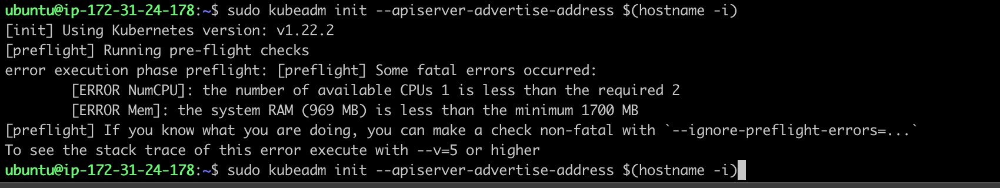 ubuntu@ip-172-31-24-178:~$ sudo kubeadm init --apiserver-advertise-address $(hostname -i)
[init] Using Kubernetes version: v1.22.2
[preflight] Running pre-flight checks
error execution phase preflight: [preflight] Some fatal errors occurred:
        [ERROR NumCPU]: the number of available CPUs 1 is less than the required 2
        [ERROR Mem]: the system RAM (969 MB) is less than the minimum 1700 MB
[preflight] If you know what you are doing, you can make a check non-fatal with `--ignore-preflight-errors=...`
To see the stack trace of this error execute with --v=5 or higher
ubuntu@ip-172-31-24-178:~$ sudo kubeadm init --apiserver-advertise-address $(hostname -i)